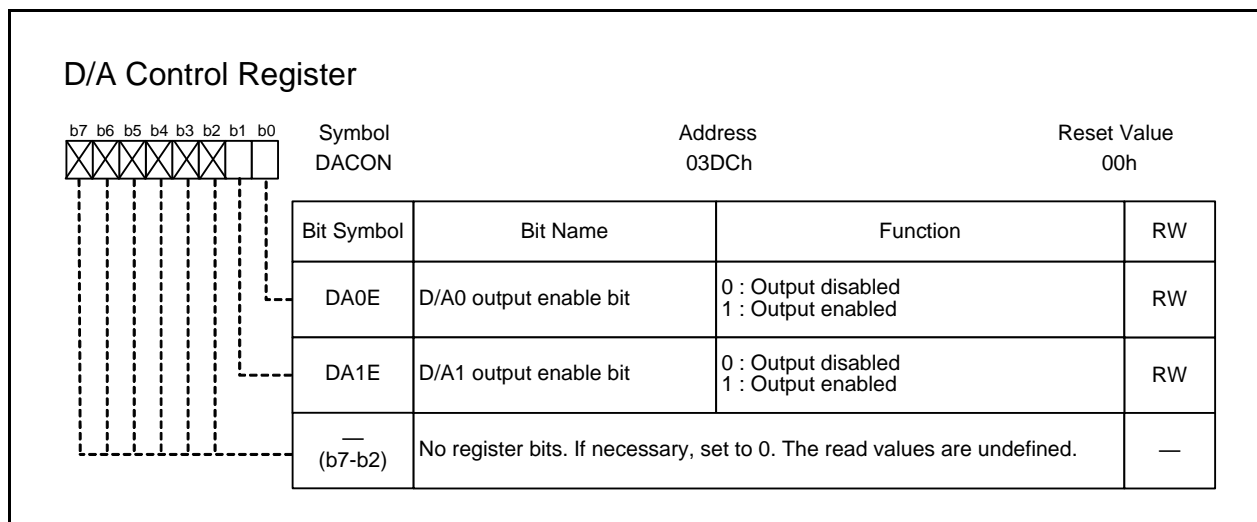 D/A Control Register
b7 b6 b5 b4 b3 b2 b1 b0
Symbol Address Reset Value
DACON 03DCh 00h
Bit Symbol Bit Name Function RW
DA0E D/A0 output enable bit 0 : Output disabled
1 : Output enabled RW
DA1E D/A1 output enable bit 0 : Output disabled
1 : Output enabled RW
—
(b7-b2) No register bits. If necessary, set to 0. The read values are undefined. —